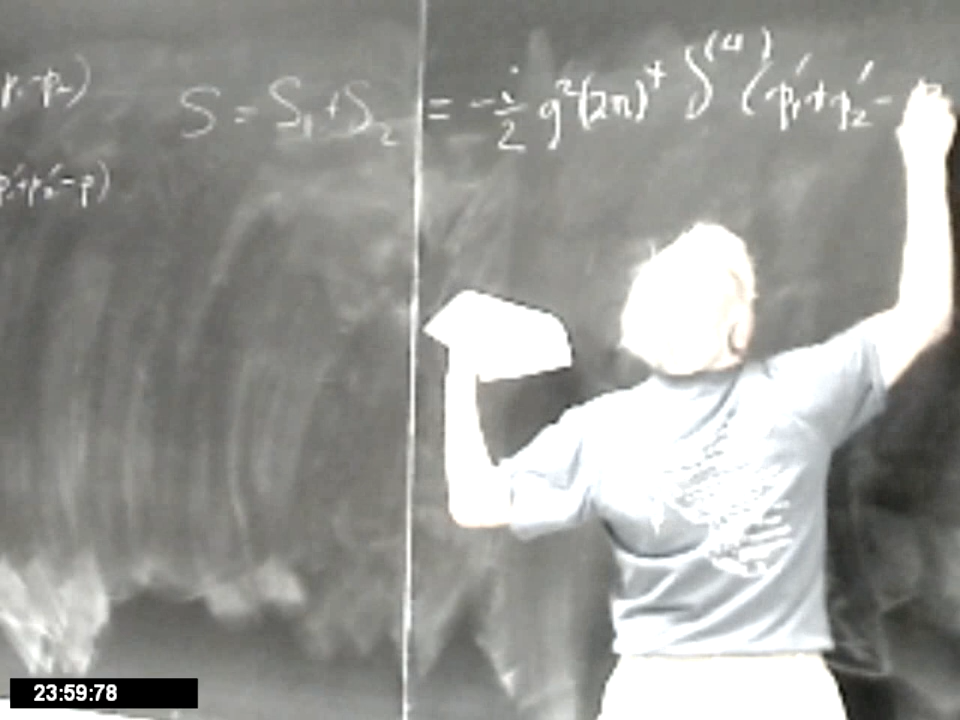 p₁-p₂)
S = S₁+S₂ = -i/2 g²(2π)⁴ δ⁽⁴⁾(p₁′+p₂′-
p₁′+p₂′-p)
23:59:78